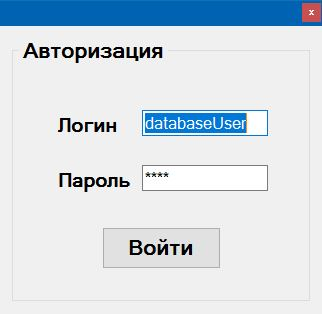 x
Авторизация
Логин databaseUser
Пароль ****
Войти